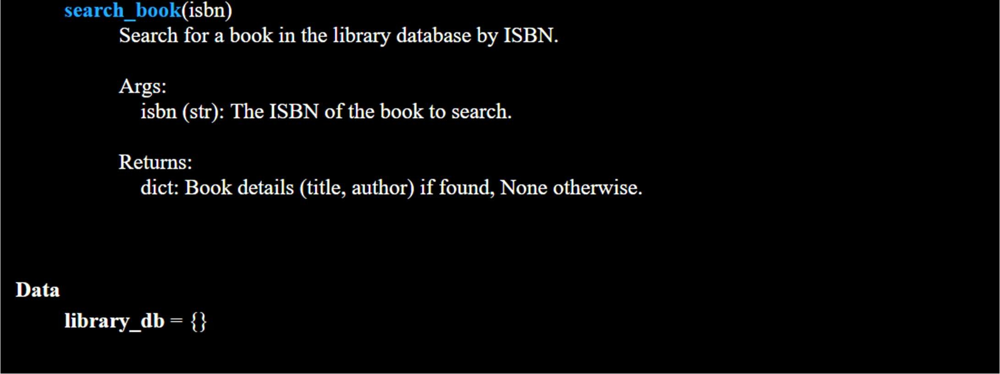 search_book(isbn)
Search for a book in the library database by ISBN.
Args:
isbn (str): The ISBN of the book to search.
Returns:
dict: Book details (title, author) if found, None otherwise.
Data
library_db = {}